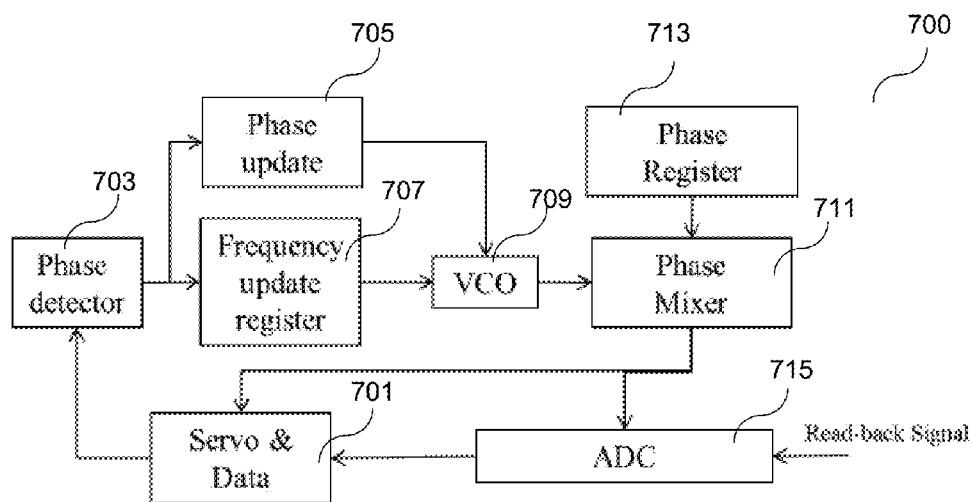 705
713
700
Phase
update
Phase
Register
703
707
709
711
Phase
detector
Frequency
update
register
VCO
Phase
Mixer
701
715
Servo &
Data
ADC
Read-back Signal